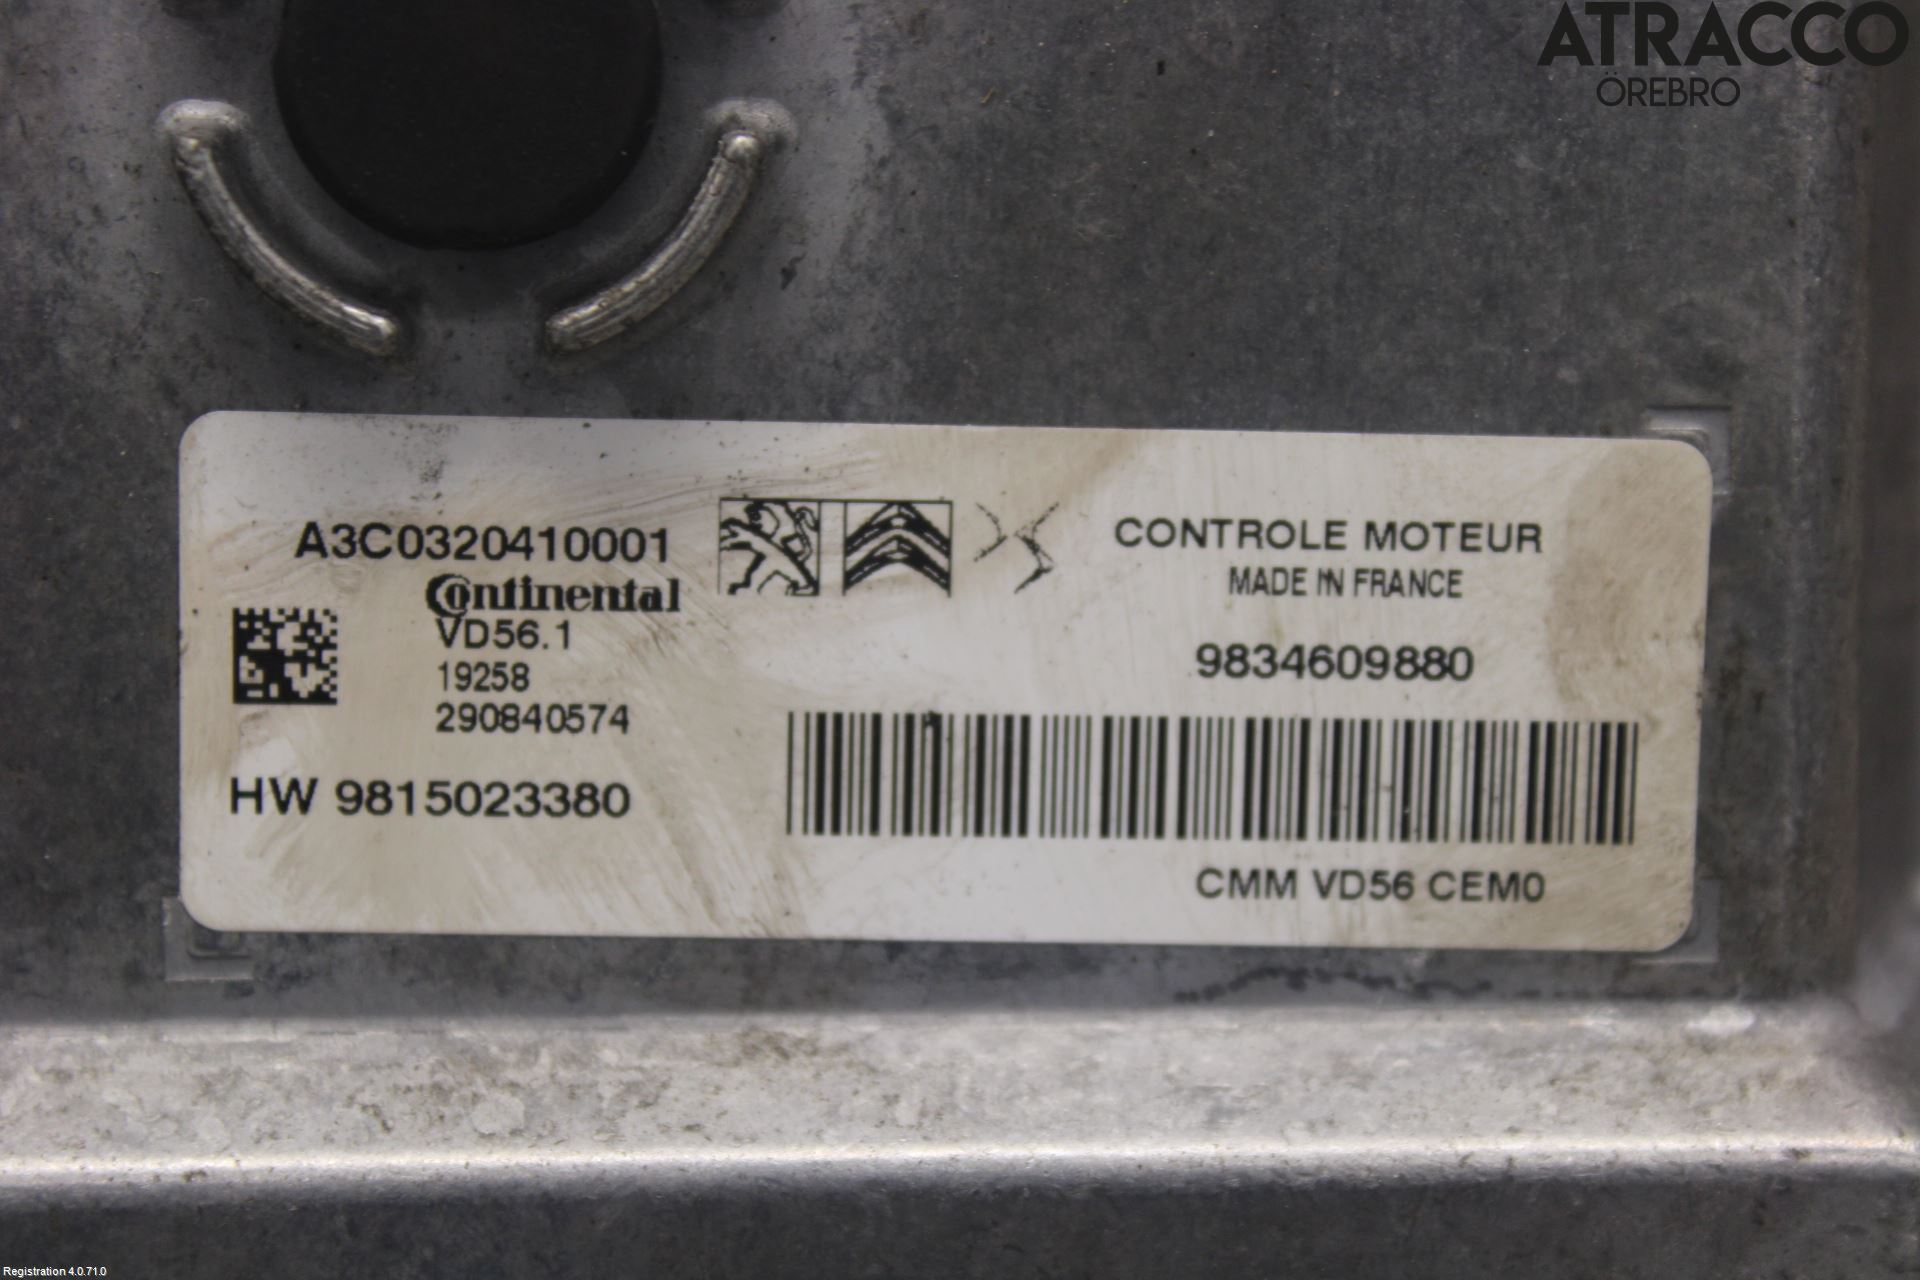 ATRACCO
ÖREBRO
A3C0320410001
Continental
VD56.1
19258
290840574
HW 9815023380
CONTROLE MOTEUR
MADE IN FRANCE
9834609880
CMM VD56 CEM0
Registration 4.0.71.0